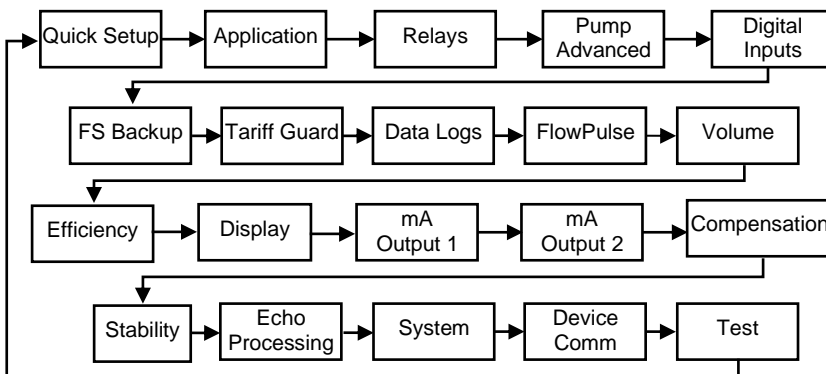 Quick Setup
Application
Relays
Pump
Advanced
Digital
Inputs
FS Backup
Tariff Guard
Data Logs
FlowPulse
Volume
Efficiency
Display
mA
Output 1
mA
Output 2
Compensation
Stability
Echo
Processing
System
Device
Comm
Test